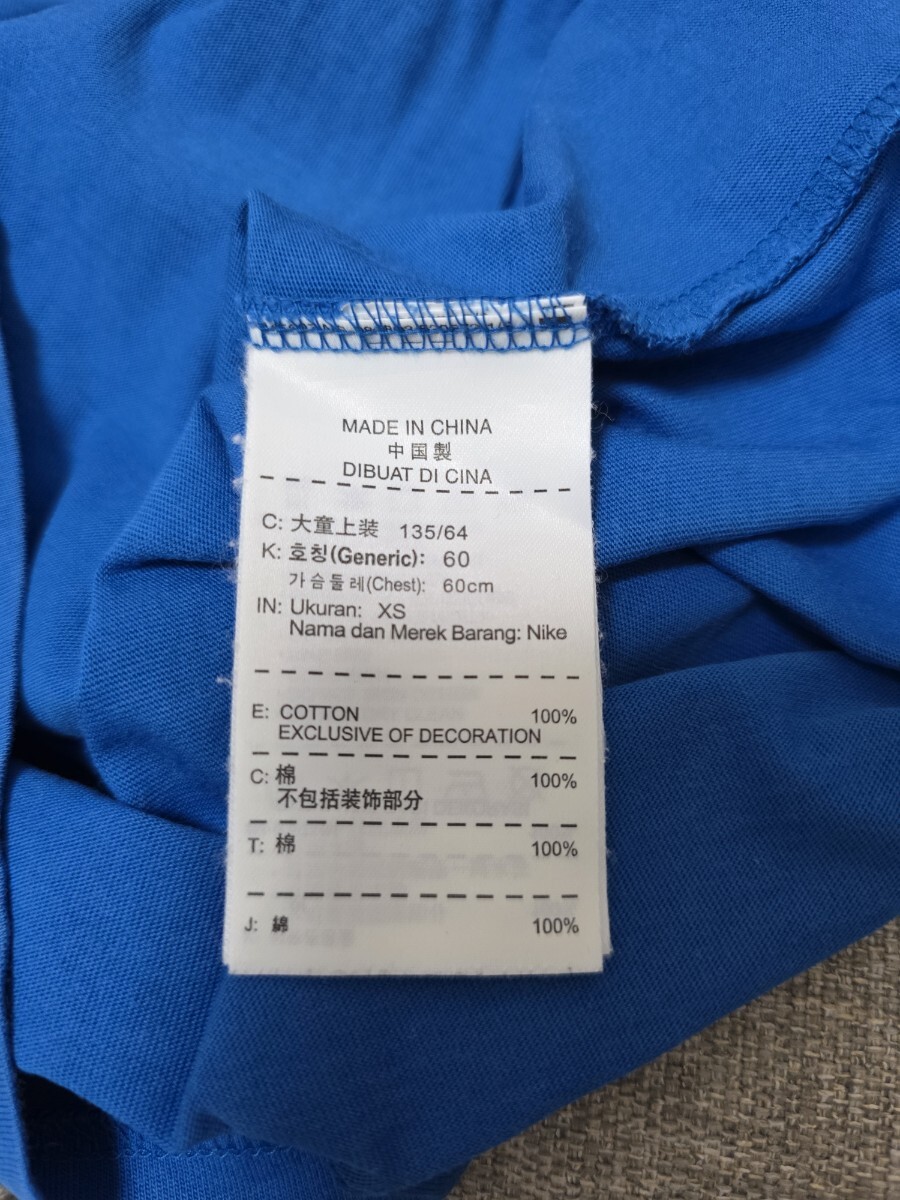 MADE IN CHINA
中国製
DIBUAT DI CINA
C: 大童上装 135/64
K: 호칭(Generic): 60
가슴둘레(Chest): 60cm
IN: Ukuran: XS
Nama dan Merek Barang: Nike
E: COTTON 100%
EXCLUSIVE OF DECORATION
C: 棉 100%
不包括装饰部分
T: 棉 100%
J: 綿 100%